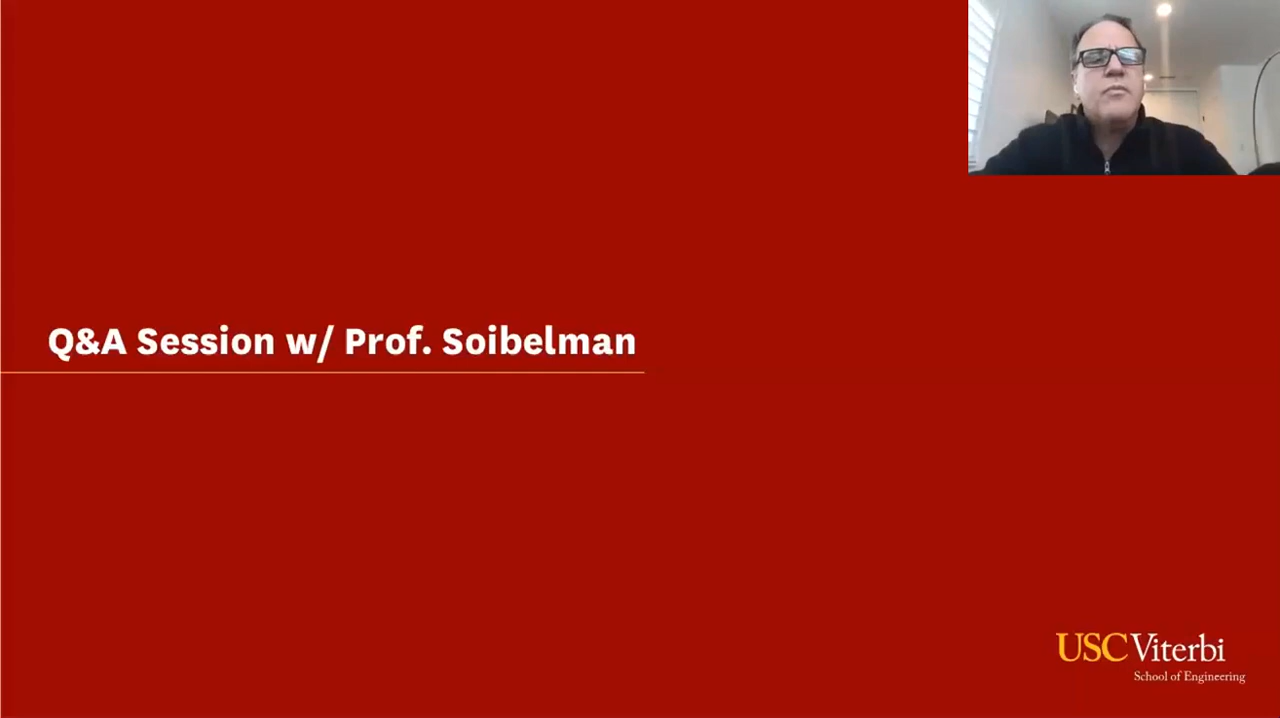 Q&A Session w/ Prof. Soibelman
USC Viterbi
School of Engineering